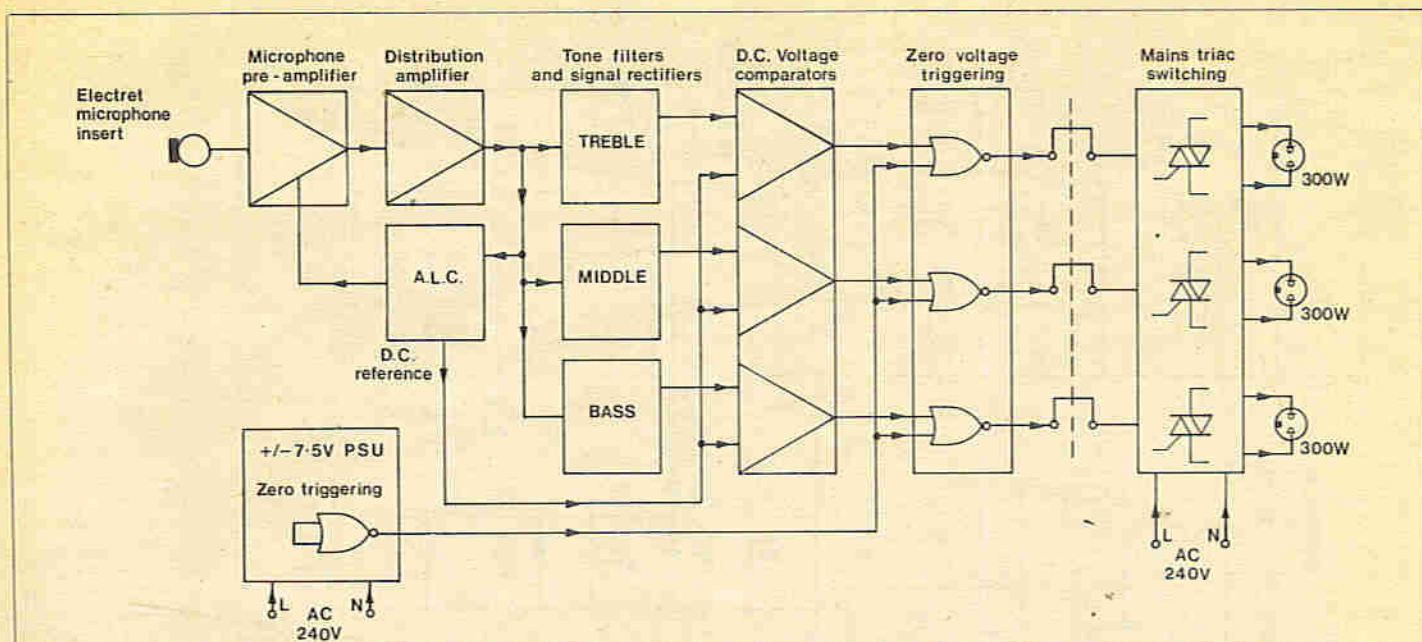 Microphone
pre-amplifier
Distribution
amplifier
Tone filters
and signal rectifiers
D.C. Voltage
comparators
Zero voltage
triggering
Mains triac
switching
Electret
microphone
insert
TREBLE
300W
A.L.C.
MIDDLE
300W
D.C.
reference
BASS
300W
+/-7·5V PSU
Zero triggering
L
N
AC
240V
L
N
AC
240V